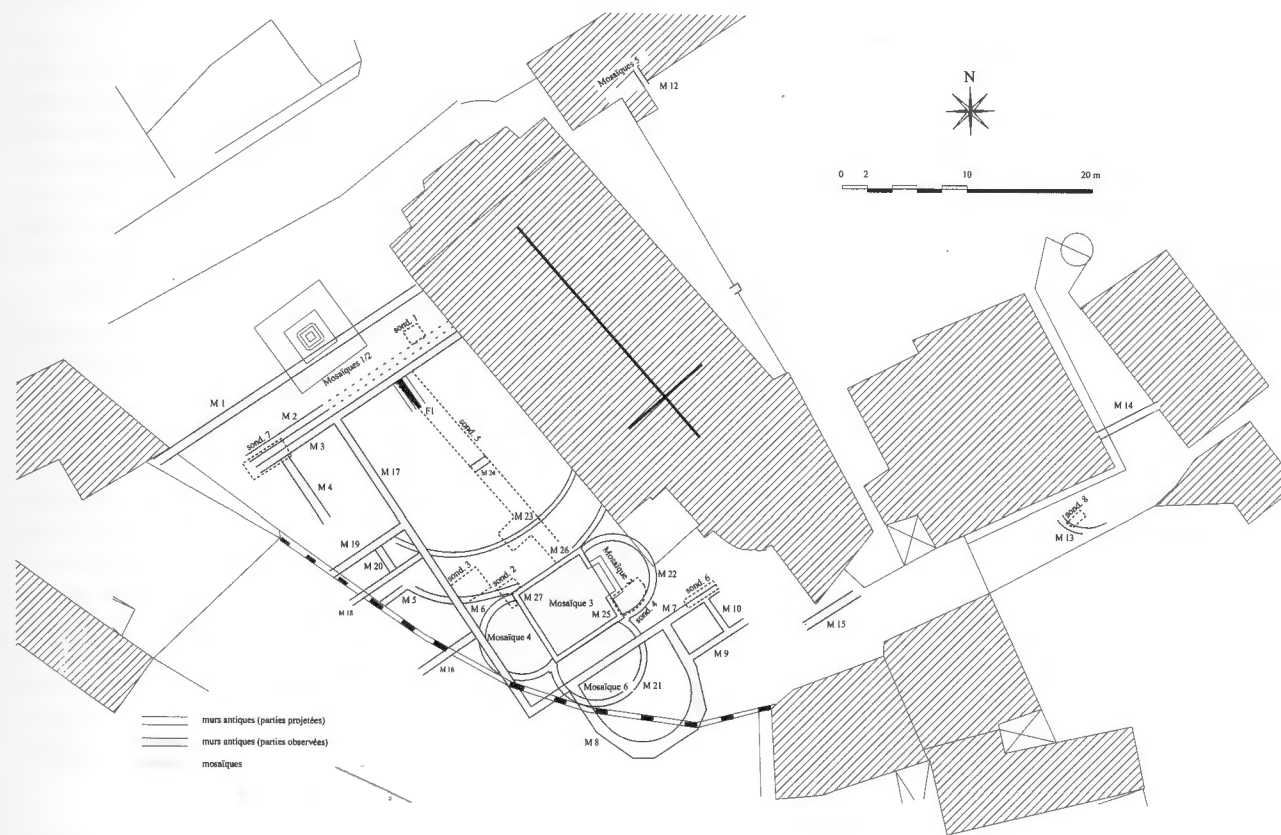 Mosaïques 5
M 12
N
0 2 10 20 m
sond. 1
Mosaïques 1/2
M 1
M 2
F1
sond. 7
M 3
sond. 5
M 14
M 17
M 4
M 24
sond. 8
M 13
M 23
M 19
M 26
M 20
Mosaïque
M 22
sond. 3
sond. 2
sond. 6
M 18
M 5
M 6
M 27
Mosaïque 3
M 25
sond. 4
M 7
M 10
M 15
Mosaïque 4
M 9
M 16
Mosaïque 6
M 21
M 8
murs antiques (parties projetées)
murs antiques (parties observées)
mosaïques